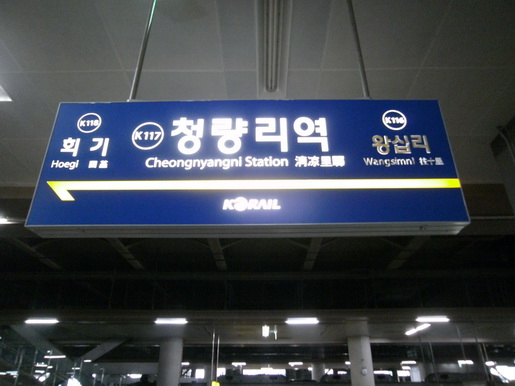 K118
회기
Hoegi 回基
K117
청량리역
Cheongnyangni Station 淸凉里驛
K116
왕십리
Wangsimni 往十里
KORAIL